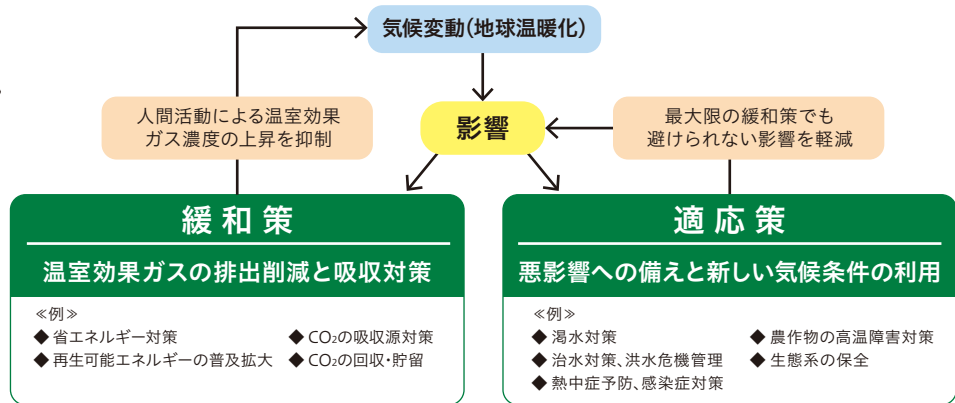 気候変動(地球温暖化)
人間活動による温室効果
ガス濃度の上昇を抑制
影響
最大限の緩和策でも
避けられない影響を軽減
緩和策
温室効果ガスの排出削減と吸収対策
≪例≫
◆ 省エネルギー対策
◆ CO₂の吸収源対策
◆ 再生可能エネルギーの普及拡大
◆ CO₂の回収・貯留
適応策
悪影響への備えと新しい気候条件の利用
≪例≫
◆ 渇水対策
◆ 農作物の高温障害対策
◆ 治水対策、洪水危機管理
◆ 生態系の保全
◆ 熱中症予防、感染症対策